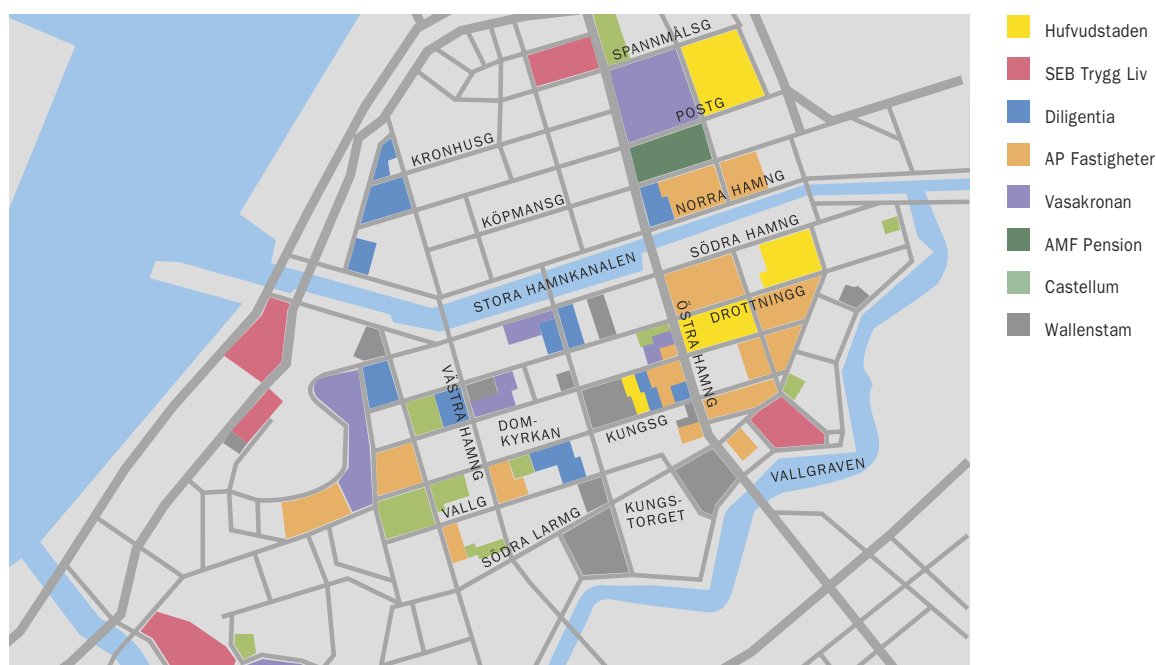 SPANNMÅLSG
POSTG
KRONHUSG
KÖPMANSG
NORRA HAMNG
SÖDRA HAMNG
STORA HAMNKANALEN
DROTTNINGG
ÖSTRA HAMNG
VÄSTRA HAMNG
DOM-
KYRKAN
KUNGSG
VALLGRAVEN
VALLG
KUNGS-
TORGET
SÖDRA LARMG
Hufvudstaden
SEB Trygg Liv
Diligentia
AP Fastigheter
Vasakronan
AMF Pension
Castellum
Wallenstam